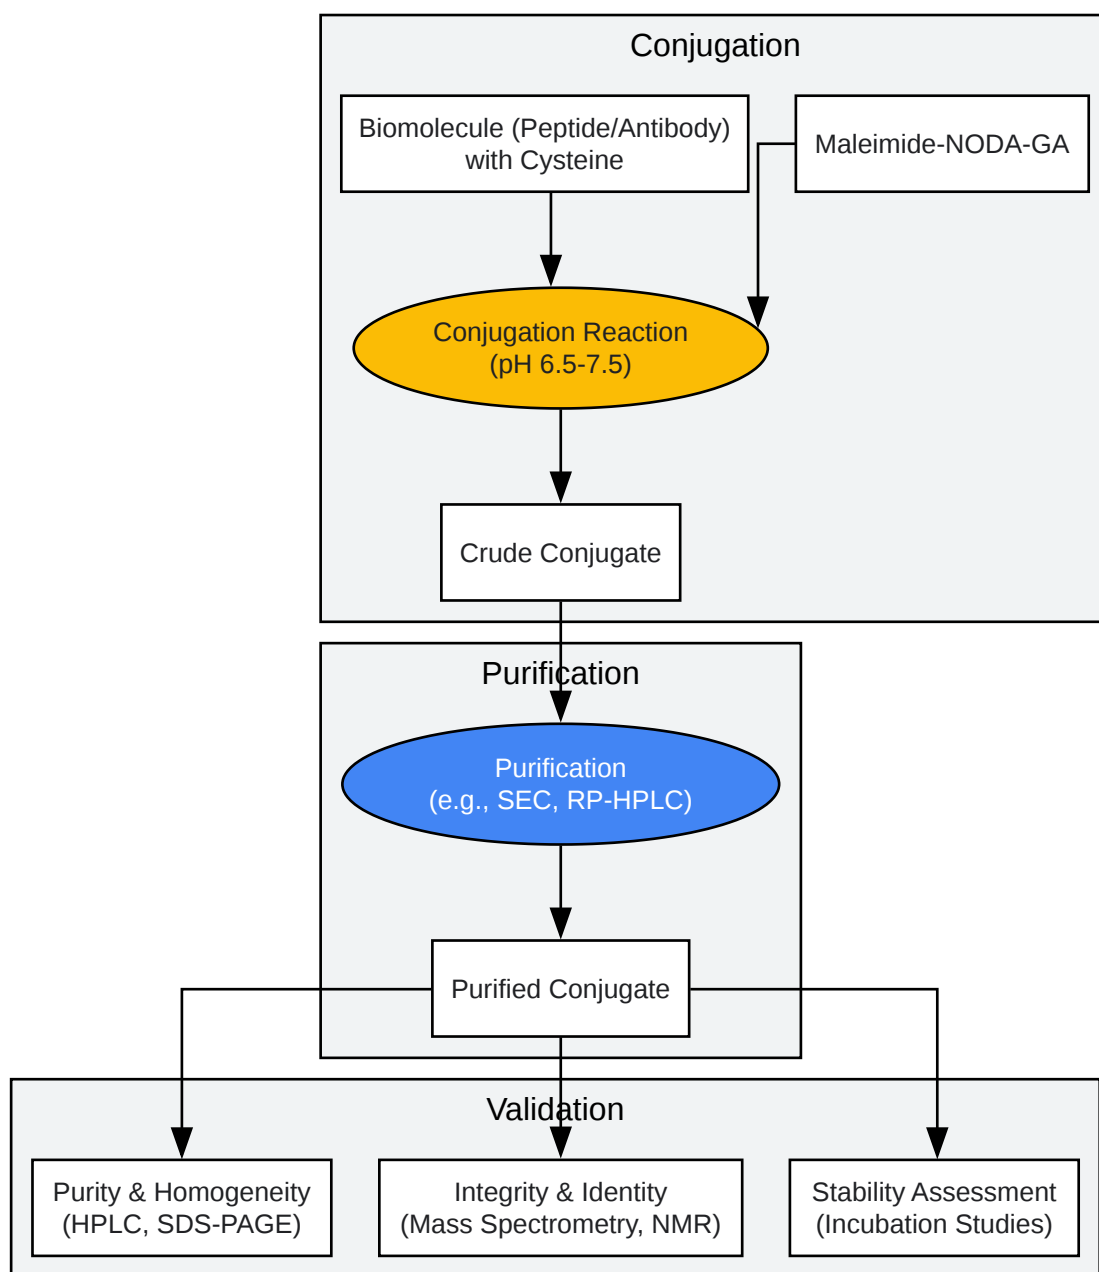 Conjugation
Biomolecule (Peptide/Antibody)
with Cysteine
Maleimide-NODA-GA
Conjugation Reaction
(pH 6.5-7.5)
Crude Conjugate
Purification
Purification
(e.g., SEC, RP-HPLC)
Purified Conjugate
Validation
Purity & Homogeneity
(HPLC, SDS-PAGE)
Integrity & Identity
(Mass Spectrometry, NMR)
Stability Assessment
(Incubation Studies)